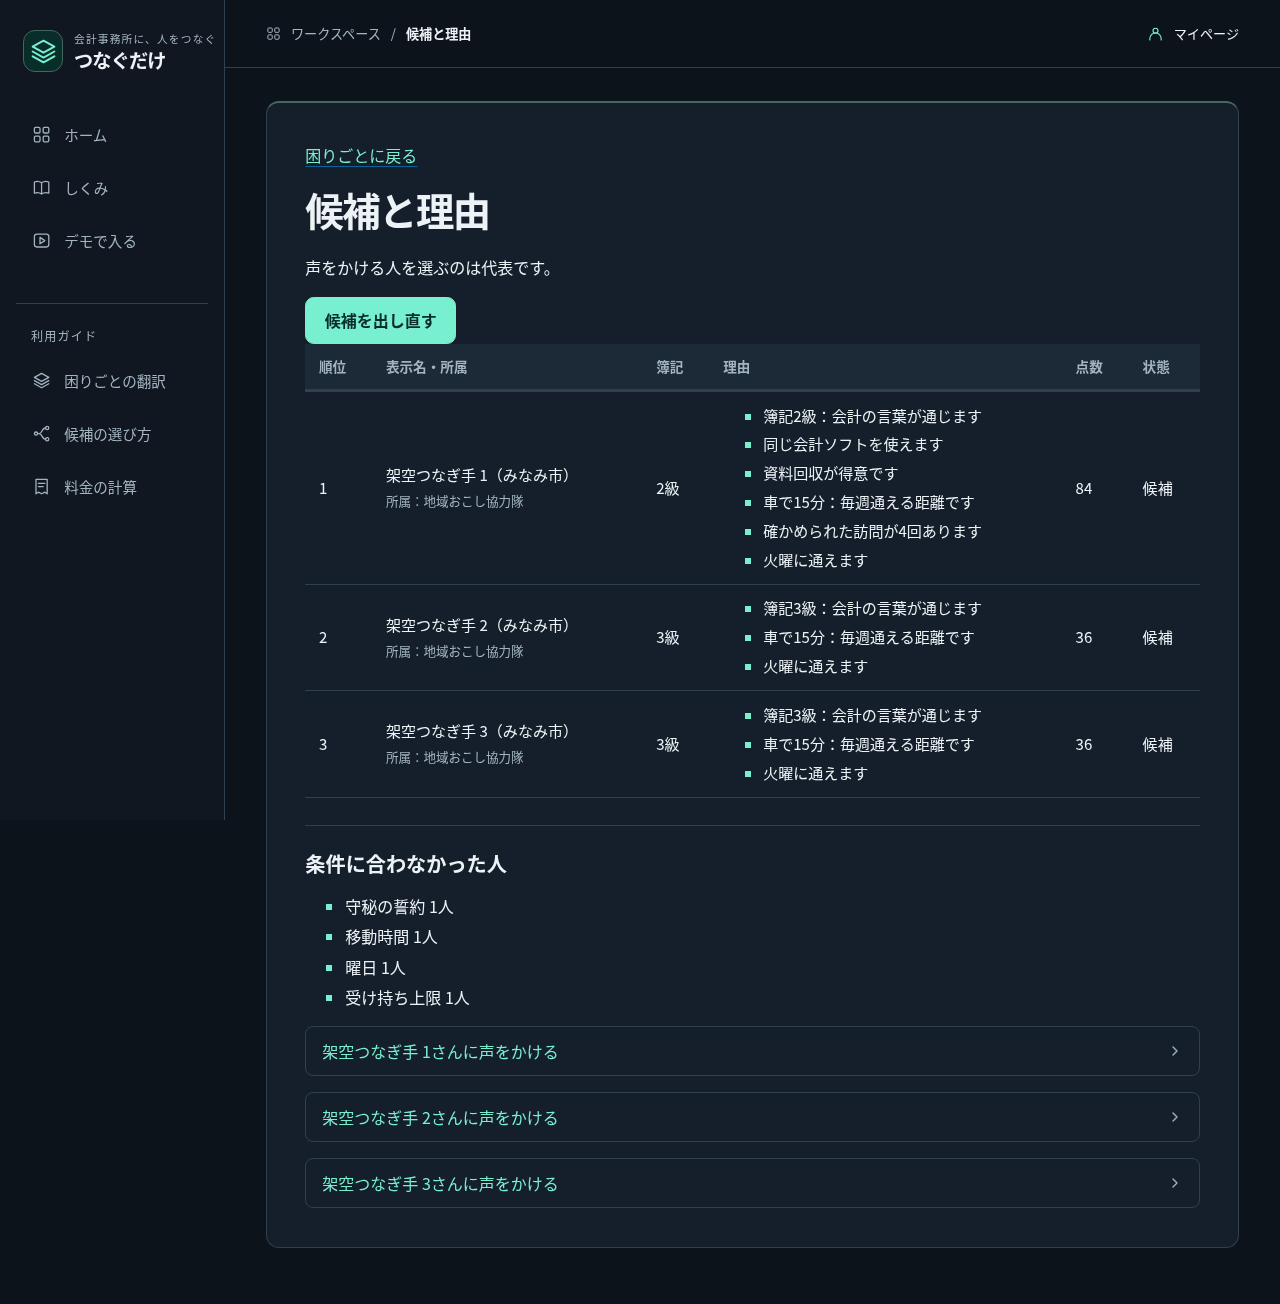 会計事務所に、人をつなぐ
つなぐだけ
ホーム
しくみ
デモで入る
利用ガイド
困りごとの翻訳
候補の選び方
料金の計算
ワークスペース / 候補と理由
マイページ
困りごとに戻る
候補と理由
声をかける人を選ぶのは代表です。
候補を出し直す
順位 表示名・所属 簿記 理由 点数 状態
1 架空つなぎ手 1（みなみ市） 2級 84 候補
所属：地域おこし協力隊
簿記2級：会計の言葉が通じます
同じ会計ソフトを使えます
資料回収が得意です
車で15分：毎週通える距離です
確かめられた訪問が4回あります
火曜に通えます
2 架空つなぎ手 2（みなみ市） 3級 36 候補
所属：地域おこし協力隊
簿記3級：会計の言葉が通じます
車で15分：毎週通える距離です
火曜に通えます
3 架空つなぎ手 3（みなみ市） 3級 36 候補
所属：地域おこし協力隊
簿記3級：会計の言葉が通じます
車で15分：毎週通える距離です
火曜に通えます
条件に合わなかった人
守秘の誓約 1人
移動時間 1人
曜日 1人
受け持ち上限 1人
架空つなぎ手 1さんに声をかける
架空つなぎ手 2さんに声をかける
架空つなぎ手 3さんに声をかける